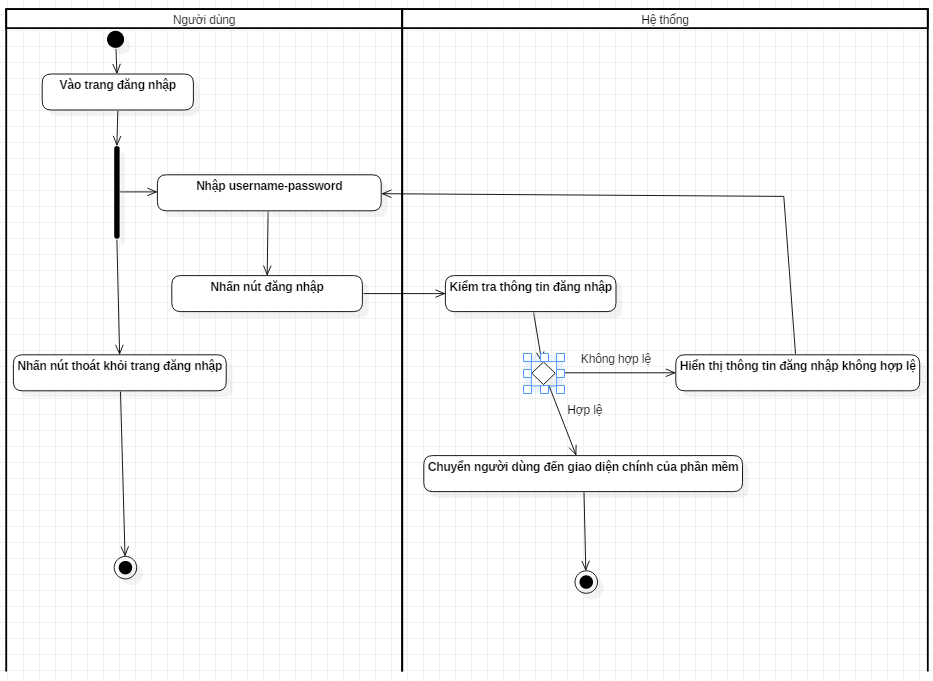 Người dùng
Hệ thống
Vào trang đăng nhập
Nhập username-password
Nhấn nút đăng nhập
Kiểm tra thông tin đăng nhập
Nhấn nút thoát khỏi trang đăng nhập
Không hợp lệ
Hiển thị thông tin đăng nhập không hợp lệ
Hợp lệ
Chuyển người dùng đến giao diện chính của phần mềm